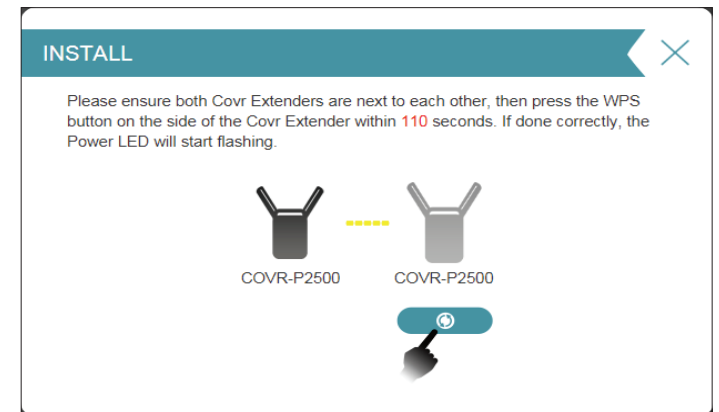 INSTALL
Please ensure both Covr Extenders are next to each other, then press the WPS
button on the side of the Covr Extender within 110 seconds. If done correctly, the
Power LED will start flashing.
COVR-P2500 COVR-P2500